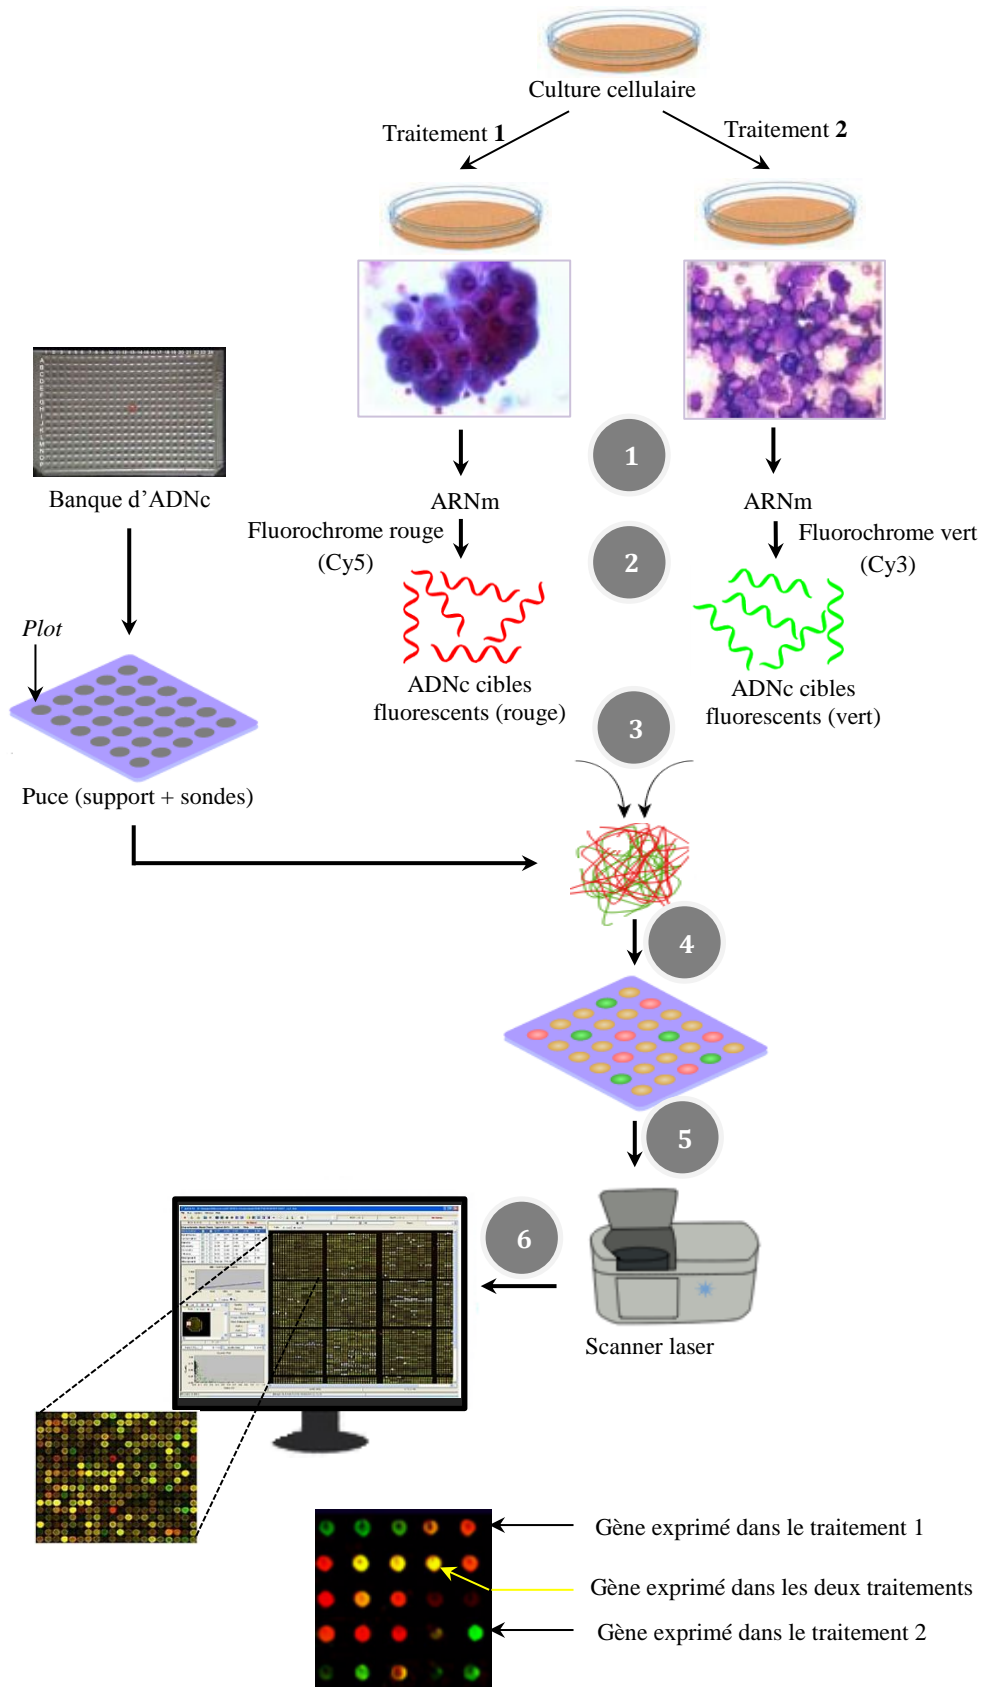 Culture cellulaire
Traitement 1
Traitement 2
Banque d'ADNc
1
ARNm
ARNm
Fluorochrome rouge
(Cy5)
2
Fluorochrome vert
(Cy3)
Plot
ADNc cibles
fluorescents (rouge)
ADNc cibles
fluorescents (vert)
3
Puce (support + sondes)
4
5
6
Scanner laser
Gène exprimé dans le traitement 1
Gène exprimé dans les deux traitements
Gène exprimé dans le traitement 2